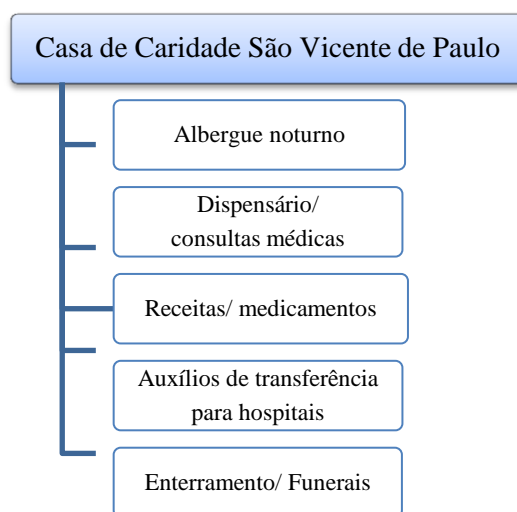 Casa de Caridade São Vicente de Paulo
Albergue noturno
Dispensário/
consultas médicas
Receitas/ medicamentos
Auxílios de transferência
para hospitais
Enterramento/ Funerais